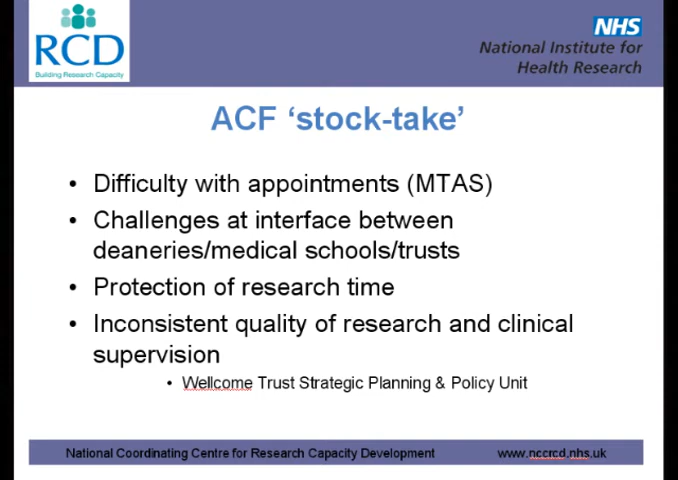 RCD
Building Research Capacity
NHS
National Institute for
Health Research
ACF ‘stock-take’
• Difficulty with appointments (MTAS)
• Challenges at interface between
deaneries/medical schools/trusts
• Protection of research time
• Inconsistent quality of research and clinical
supervision
• Wellcome Trust Strategic Planning & Policy Unit
National Coordinating Centre for Research Capacity Development www.nccrcd.nhs.uk